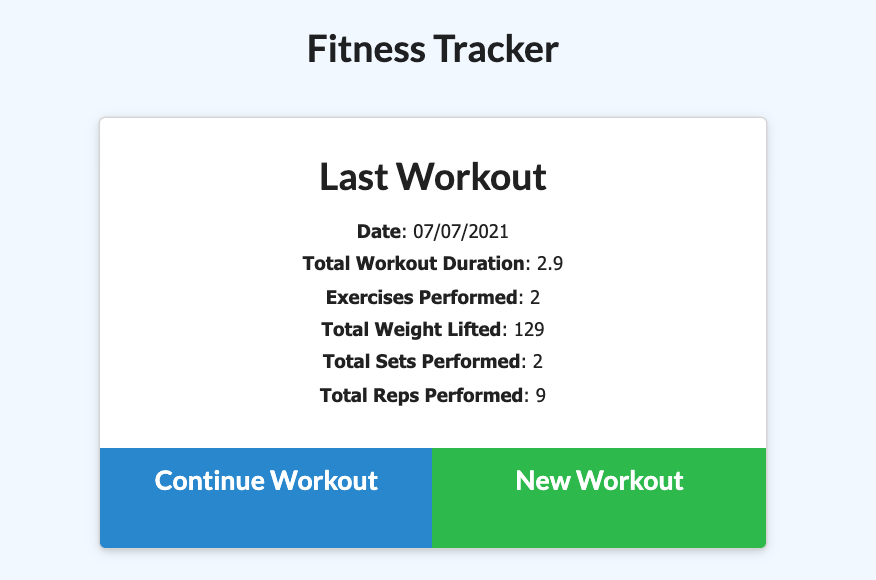 Fitness Tracker
Last Workout
Date: 07/07/2021
Total Workout Duration: 2.9
Exercises Performed: 2
Total Weight Lifted: 129
Total Sets Performed: 2
Total Reps Performed: 9
Continue Workout
New Workout